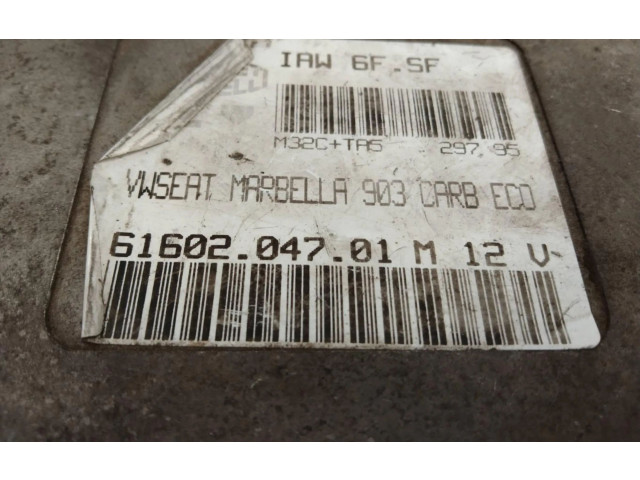 IAW 6F.SF
M32C+TA5 297.95
VWSEAT MARBELLA 903 CARB ECO
61602.047.01 M 12 V